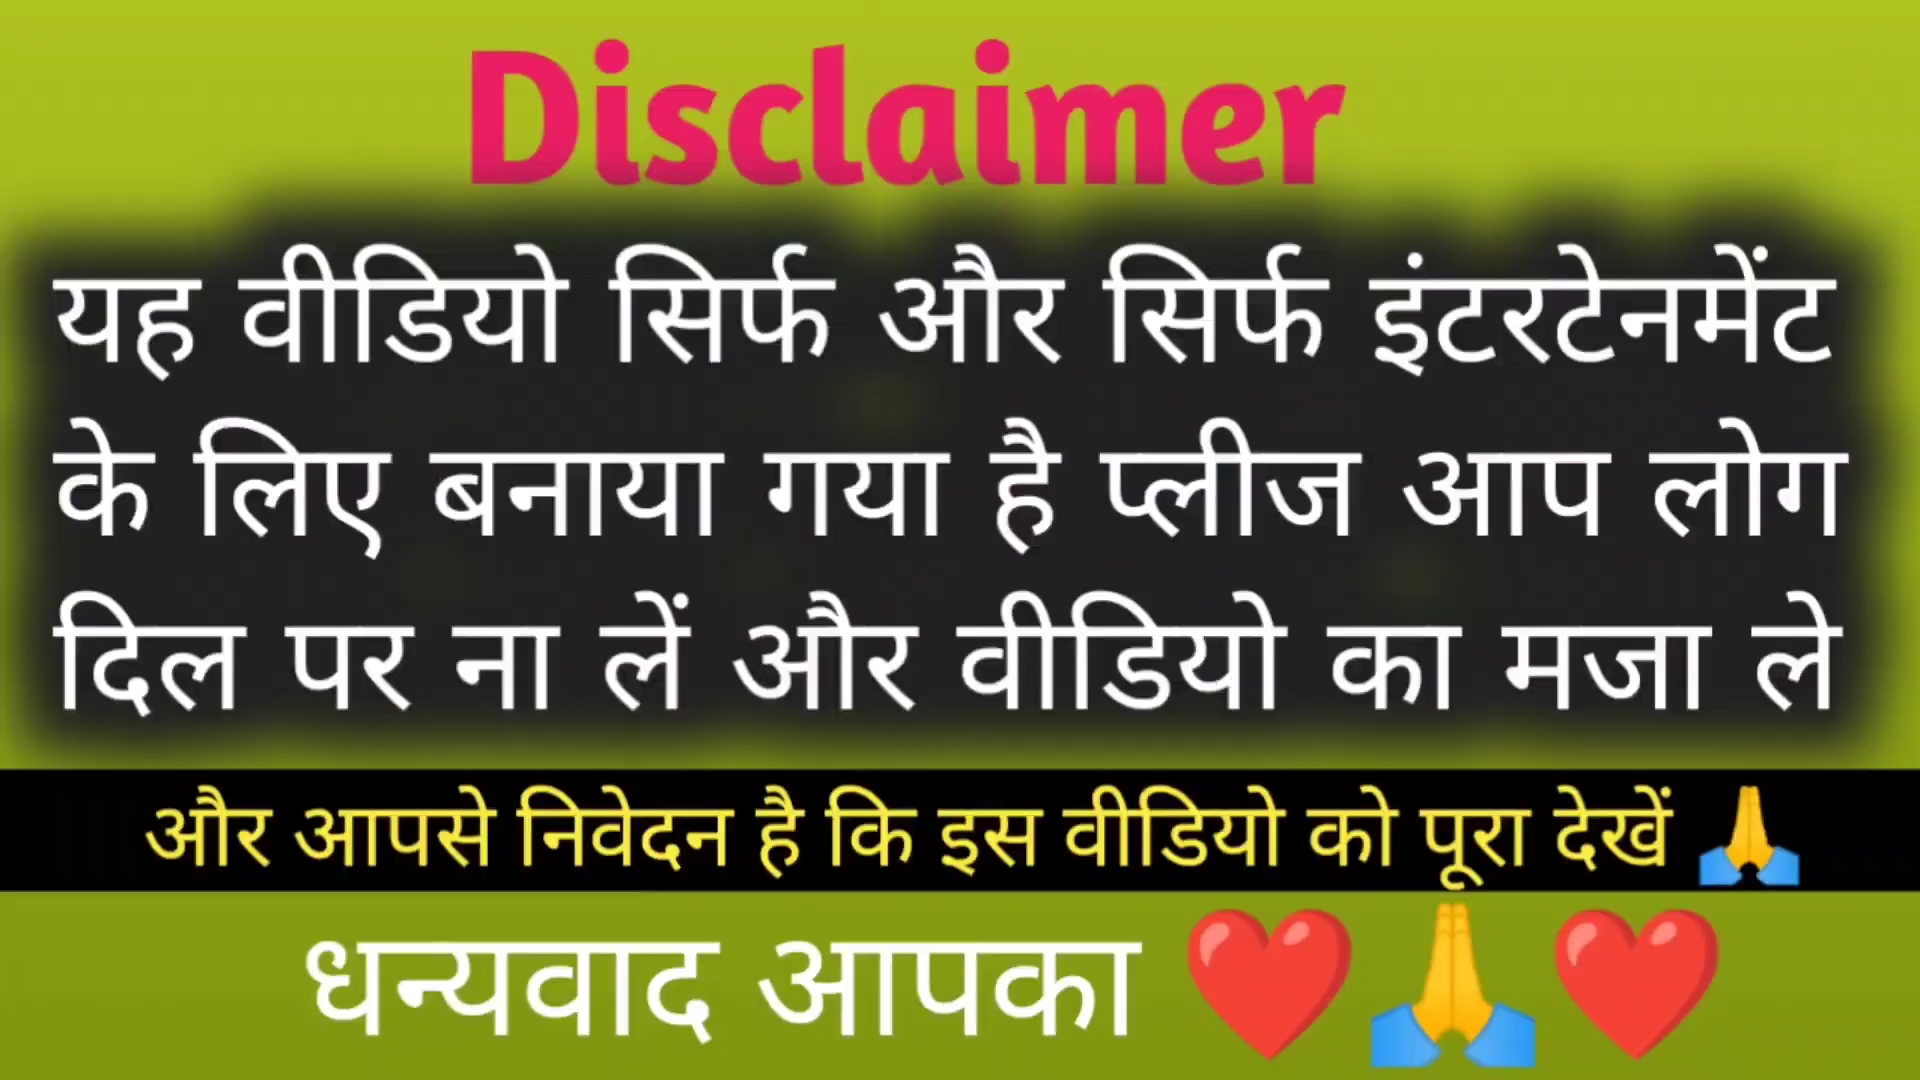 Disclaimer
यह वीडियो सिर्फ और सिर्फ इंटरटेनमेंट
के लिए बनाया गया है प्लीज आप लोग
दिल पर ना लें और वीडियो का मजा ले
और आपसे निवेदन है कि इस वीडियो को पूरा देखें 🙏
धन्यवाद आपका ❤️🙏❤️